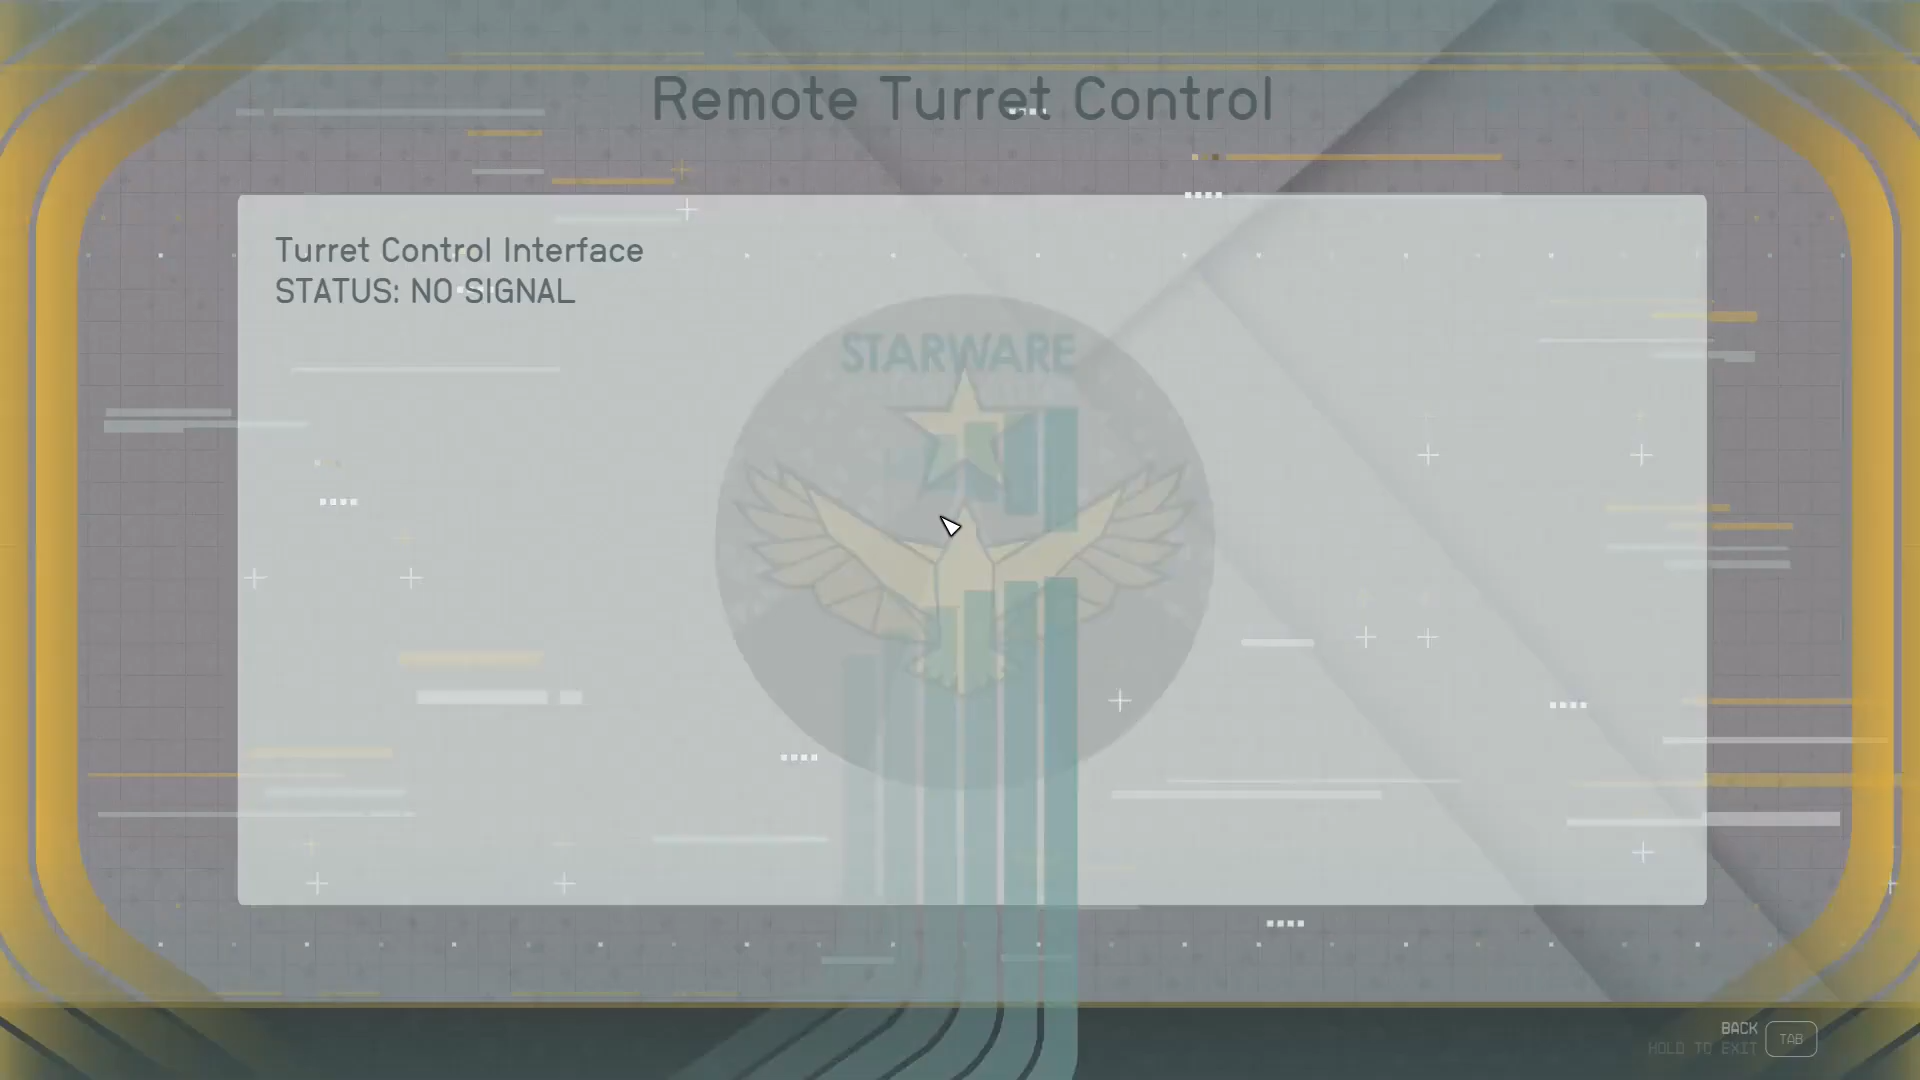 Remote Turret Control
Turret Control Interface
STATUS: NO SIGNAL
STARWARE
BACK
HOLD TO EXIT
TAB